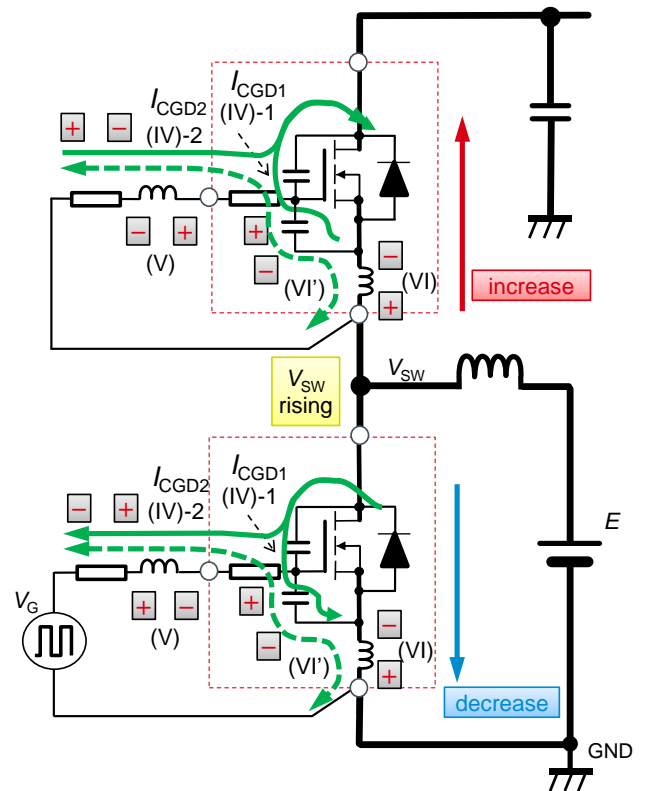 I_CGD2 I_CGD1
(IV)-2 (IV)-1
+ −
− +
(V)
+
−
(VI')
−
(VI)
+
increase
V_SW
rising
V_SW
I_CGD2 I_CGD1
(IV)-2 (IV)-1
− +
E
V_G
+ −
(V)
+
−
(VI')
−
(VI)
+
decrease
GND